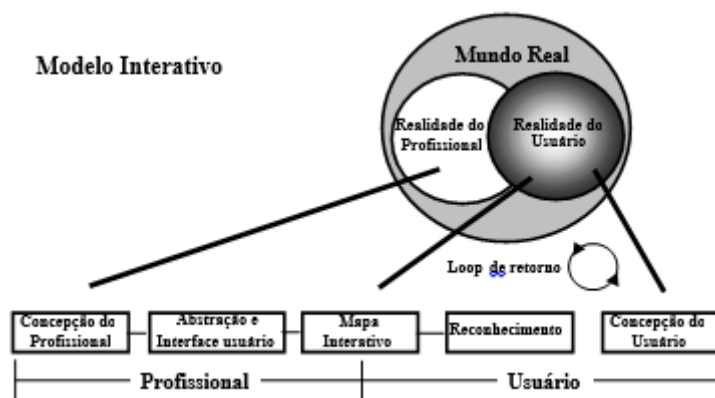 Modelo Interativo
Mundo Real
Realidade do
Profissional
Realidade do
Usuário
Loop de retorno
Concepção do
Profissional
Abstração e
Interface usuário
Mapa
Interativo
Reconhecimento
Concepção do
Usuário
Profissional
Usuário